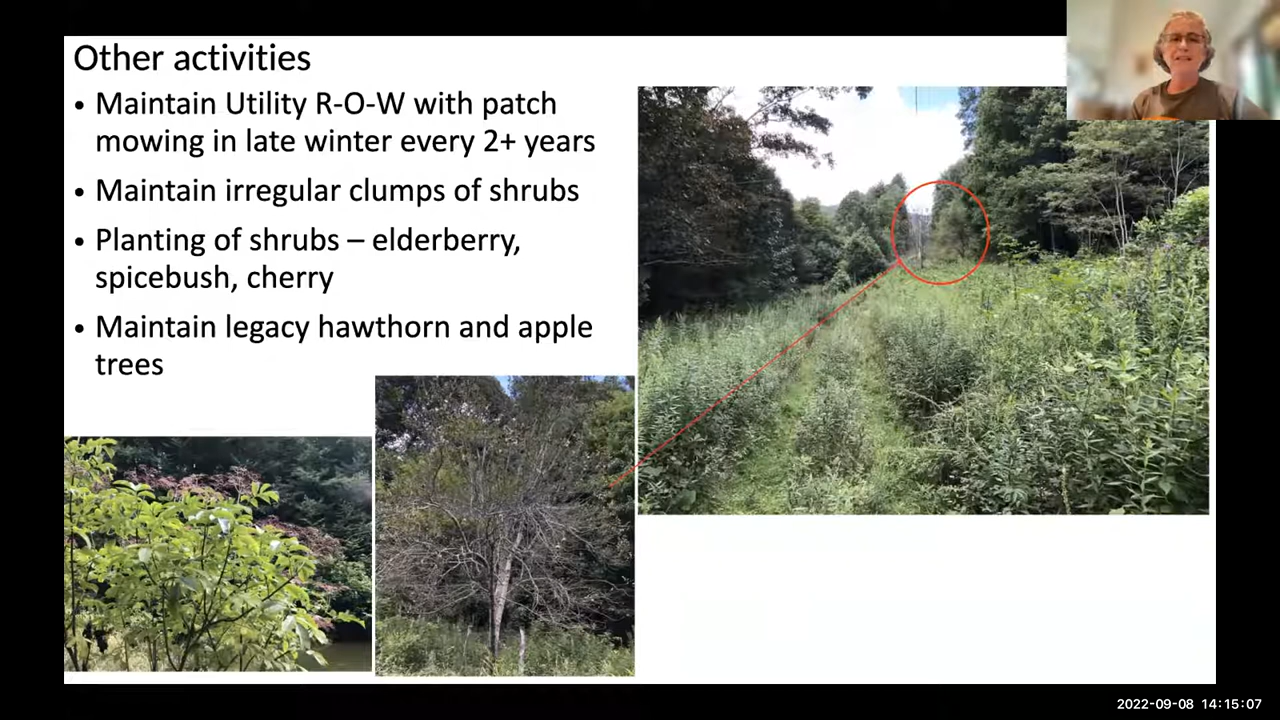 Other activities
• Maintain Utility R-O-W with patch
mowing in late winter every 2+ years
• Maintain irregular clumps of shrubs
• Planting of shrubs – elderberry,
spicebush, cherry
• Maintain legacy hawthorn and apple
trees
2022-09-08 14:15:07